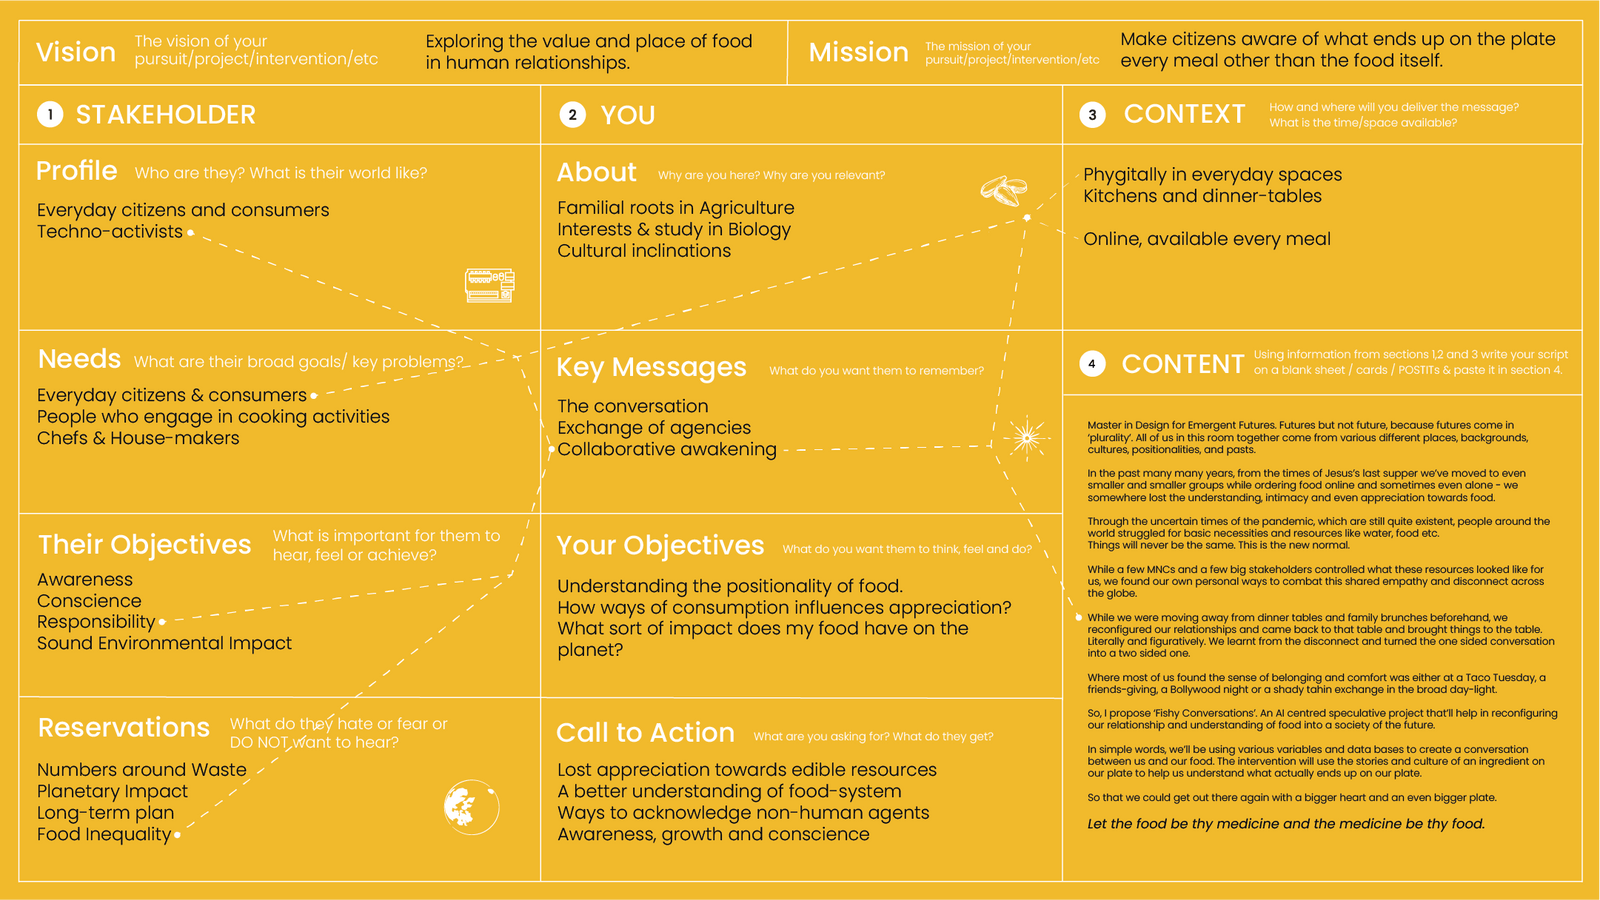 Vision
The vision of your
pursuit/project/intervention/etc
Exploring the value and place of food
in human relationships.
Mission
The mission of your
pursuit/project/intervention/etc
Make citizens aware of what ends up on the plate
every meal other than the food itself.
1 STAKEHOLDER
Profile Who are they? What is their world like?
Everyday citizens and consumers
Techno-activists
Needs What are their broad goals/ key problems?
Everyday citizens & consumers
People who engage in cooking activities
Chefs & House-makers
Their Objectives
What is important for them to
hear, feel or achieve?
Awareness
Conscience
Responsibility
Sound Environmental Impact
Reservations
What do they hate or fear or
DO NOT want to hear?
Numbers around Waste
Planetary Impact
Long-term plan
Food Inequality
2 YOU
About Why are you here? Why are you relevant?
Familial roots in Agriculture
Interests & study in Biology
Cultural inclinations
Key Messages What do you want them to remember?
The conversation
Exchange of agencies
Collaborative awakening
Your Objectives What do you want them to think, feel and do?
Understanding the positionality of food.
How ways of consumption influences appreciation?
What sort of impact does my food have on the
planet?
Call to Action What are you asking for? What do they get?
Lost appreciation towards edible resources
A better understanding of food-system
Ways to acknowledge non-human agents
Awareness, growth and conscience
3 CONTEXT
How and where will you deliver the message?
What is the time/space available?
Phygitally in everyday spaces
Kitchens and dinner-tables
Online, available every meal
4 CONTENT
Using information from sections 1,2 and 3 write your script
on a blank sheet / cards / POSTITs & paste it in section 4.
Master in Design for Emergent Futures. Futures but not future, because futures come in
'plurality'. All of us in this room together come from various different places, backgrounds,
cultures, positionalities, and pasts.
In the past many many years, from the times of Jesus's last supper we've moved to even
smaller and smaller groups while ordering food online and sometimes even alone - we
somewhere lost the understanding, intimacy and even appreciation towards food.
Through the uncertain times of the pandemic, which are still quite existent, people around the
world struggled for basic necessities and resources like water, food etc.
Things will never be the same. This is the new normal.
While a few MNCs and a few big stakeholders controlled what these resources looked like for
us, we found our own personal ways to combat this shared empathy and disconnect across
the globe.
While we were moving away from dinner tables and family brunches beforehand, we
reconfigured our relationships and came back to that table and brought things to the table.
Literally and figuratively. We learnt from the disconnect and turned the one sided conversation
into a two sided one.
Where most of us found the sense of belonging and comfort was either at a Taco Tuesday, a
friends-giving, a Bollywood night or a shady tahin exchange in the broad day-light.
So, I propose 'Fishy Conversations'. An AI centred speculative project that'll help in reconfiguring
our relationship and understanding of food into a society of the future.
In simple words, we'll be using various variables and data bases to create a conversation
between us and our food. The intervention will use the stories and culture of an ingredient on
our plate to help us understand what actually ends up on our plate.
So that we could get out there again with a bigger heart and an even bigger plate.
Let the food be thy medicine and the medicine be thy food.